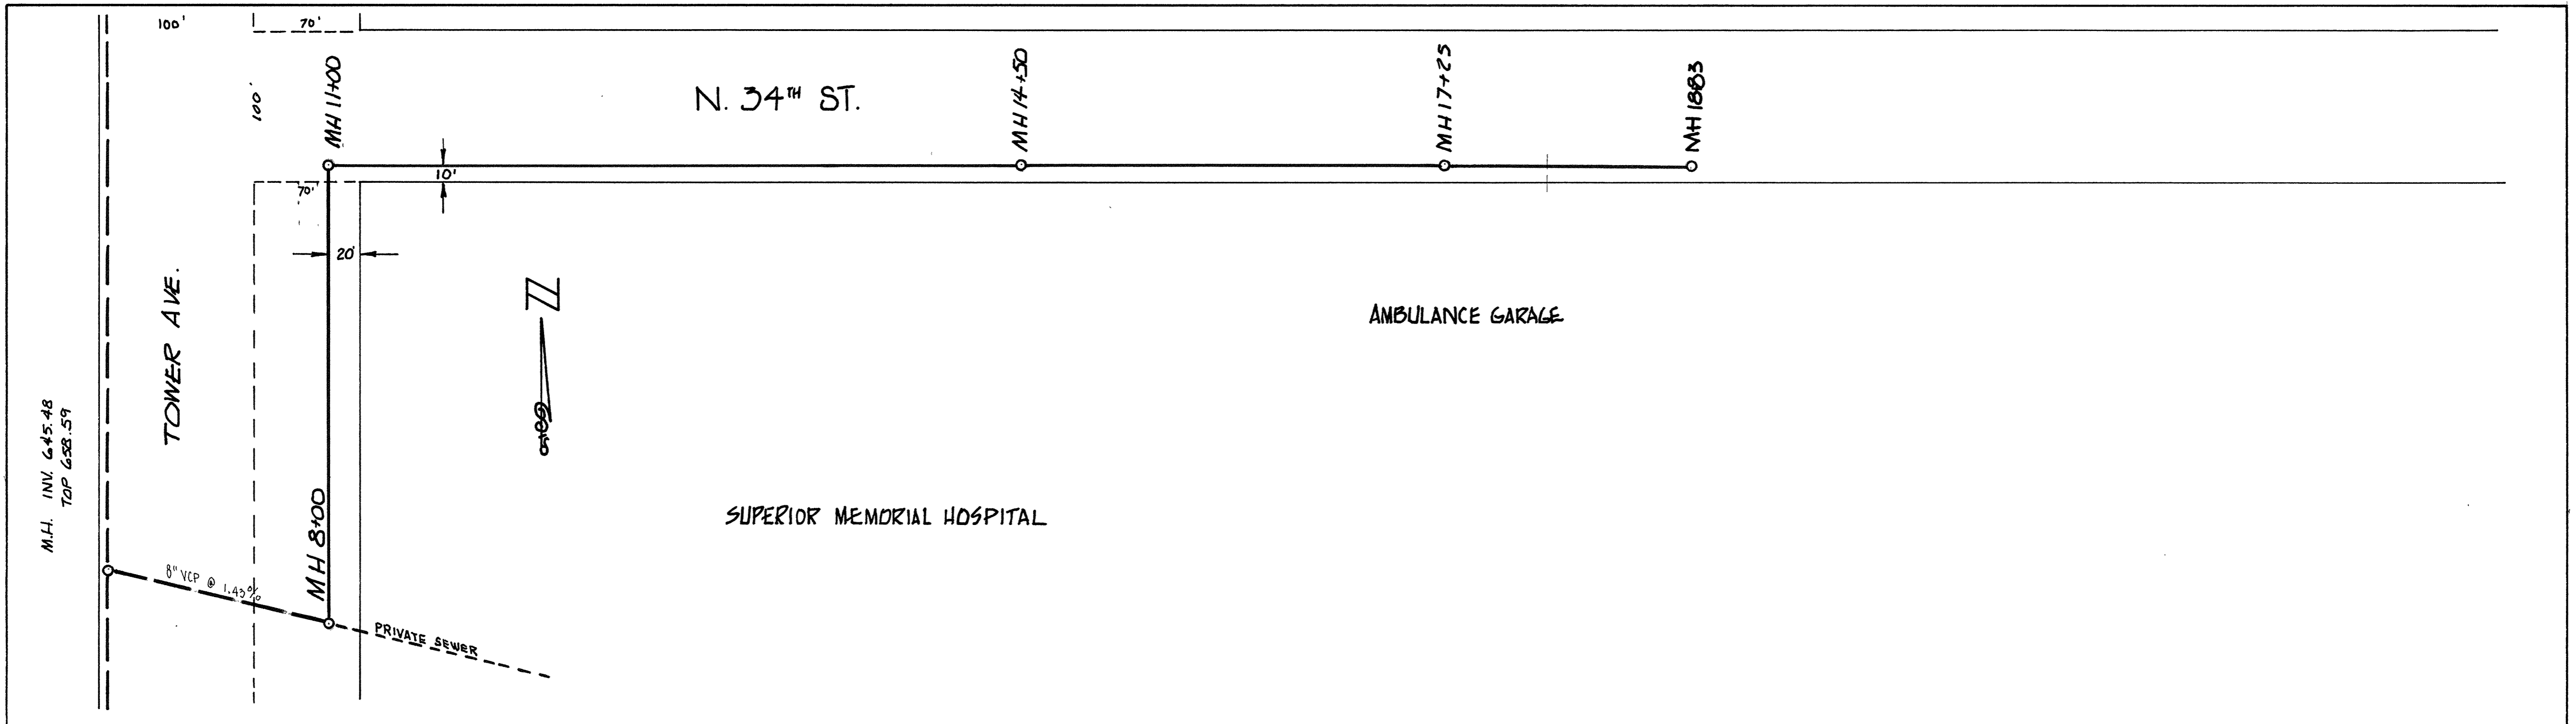 100'
70'
100'
MH 11+00
N. 34TH ST.
MH 14+50
MH 17+25
MH 1883
10'
70'
20'
N
TOWER AVE.
AMBULANCE GARAGE
M.H. INV. 645.48
TOP 658.59
MH 8+00
SUPERIOR MEMORIAL HOSPITAL
8" VCP @ 1.43%
PRIVATE SEWER